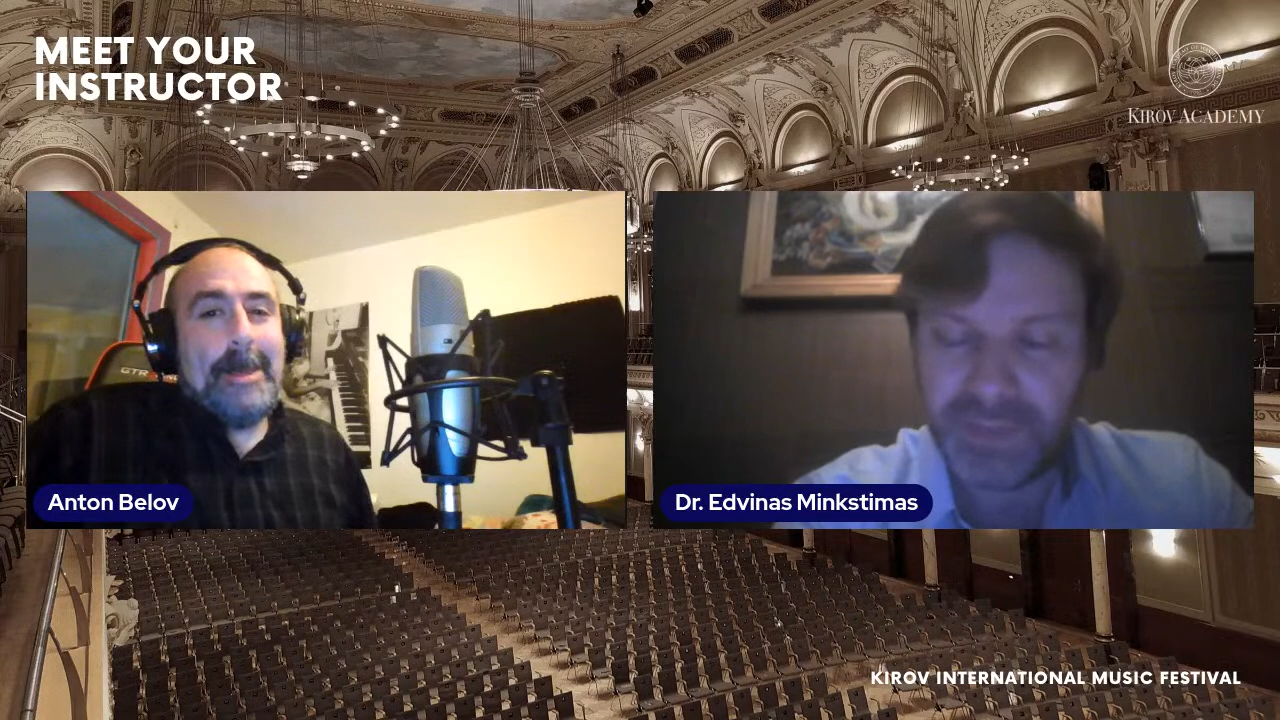 MEET YOUR
INSTRUCTOR
KIROV ACADEMY
Anton Belov
Dr. Edvinas Minkstimas
KIROV INTERNATIONAL MUSIC FESTIVAL